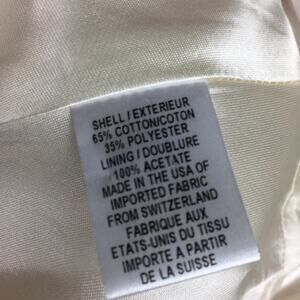 SHELL / EXTERIEUR
65% COTTON/COTON
35% POLYESTER
LINING / DOUBLURE
100% ACETATE
MADE IN THE USA OF
IMPORTED FABRIC
FROM SWITZERLAND
FABRIQUE AUX
ETATS-UNIS DU TISSU
IMPORTE A PARTIR
DE LA SUISSE